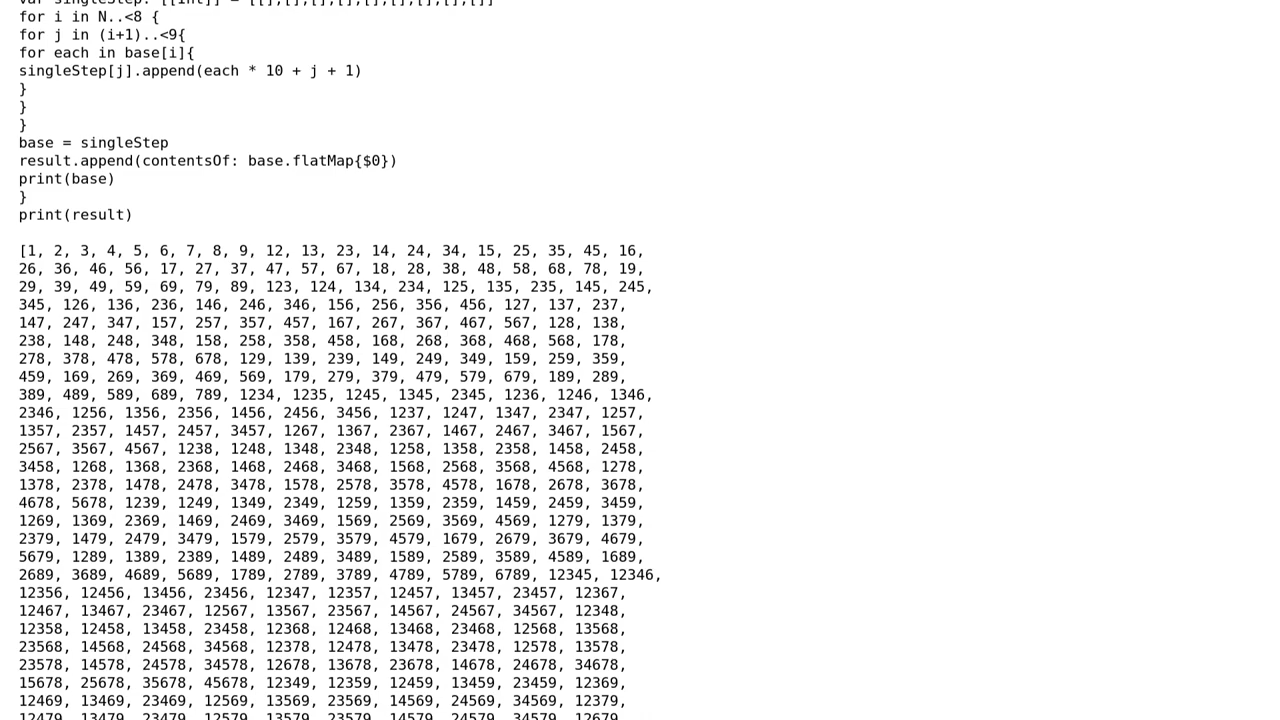 var singleStep: [[Int]] = [[],[],[],[],[],[],[],[],[]]
for i in N..<8 {
for j in (i+1)..<9{
for each in base[i]{
singleStep[j].append(each * 10 + j + 1)
}
}
}
base = singleStep
result.append(contentsOf: base.flatMap{$0})
print(base)
}
print(result)
[1, 2, 3, 4, 5, 6, 7, 8, 9, 12, 13, 23, 14, 24, 34, 15, 25, 35, 45, 16,
26, 36, 46, 56, 17, 27, 37, 47, 57, 67, 18, 28, 38, 48, 58, 68, 78, 19,
29, 39, 49, 59, 69, 79, 89, 123, 124, 134, 234, 125, 135, 235, 145, 245,
345, 126, 136, 236, 146, 246, 346, 156, 256, 356, 456, 127, 137, 237,
147, 247, 347, 157, 257, 357, 457, 167, 267, 367, 467, 567, 128, 138,
238, 148, 248, 348, 158, 258, 358, 458, 168, 268, 368, 468, 568, 178,
278, 378, 478, 578, 678, 129, 139, 239, 149, 249, 349, 159, 259, 359,
459, 169, 269, 369, 469, 569, 179, 279, 379, 479, 579, 679, 189, 289,
389, 489, 589, 689, 789, 1234, 1235, 1245, 1345, 2345, 1236, 1246, 1346,
2346, 1256, 1356, 2356, 1456, 2456, 3456, 1237, 1247, 1347, 2347, 1257,
1357, 2357, 1457, 2457, 3457, 1267, 1367, 2367, 1467, 2467, 3467, 1567,
2567, 3567, 4567, 1238, 1248, 1348, 2348, 1258, 1358, 2358, 1458, 2458,
3458, 1268, 1368, 2368, 1468, 2468, 3468, 1568, 2568, 3568, 4568, 1278,
1378, 2378, 1478, 2478, 3478, 1578, 2578, 3578, 4578, 1678, 2678, 3678,
4678, 5678, 1239, 1249, 1349, 2349, 1259, 1359, 2359, 1459, 2459, 3459,
1269, 1369, 2369, 1469, 2469, 3469, 1569, 2569, 3569, 4569, 1279, 1379,
2379, 1479, 2479, 3479, 1579, 2579, 3579, 4579, 1679, 2679, 3679, 4679,
5679, 1289, 1389, 2389, 1489, 2489, 3489, 1589, 2589, 3589, 4589, 1689,
2689, 3689, 4689, 5689, 1789, 2789, 3789, 4789, 5789, 6789, 12345, 12346,
12356, 12456, 13456, 23456, 12347, 12357, 12457, 13457, 23457, 12367,
12467, 13467, 23467, 12567, 13567, 23567, 14567, 24567, 34567, 12348,
12358, 12458, 13458, 23458, 12368, 12468, 13468, 23468, 12568, 13568,
23568, 14568, 24568, 34568, 12378, 12478, 13478, 23478, 12578, 13578,
23578, 14578, 24578, 34578, 12678, 13678, 23678, 14678, 24678, 34678,
15678, 25678, 35678, 45678, 12349, 12359, 12459, 13459, 23459, 12369,
12469, 13469, 23469, 12569, 13569, 23569, 14569, 24569, 34569, 12379,
12479, 13479, 23479, 12579, 13579, 23579, 14579, 24579, 34579, 12679,